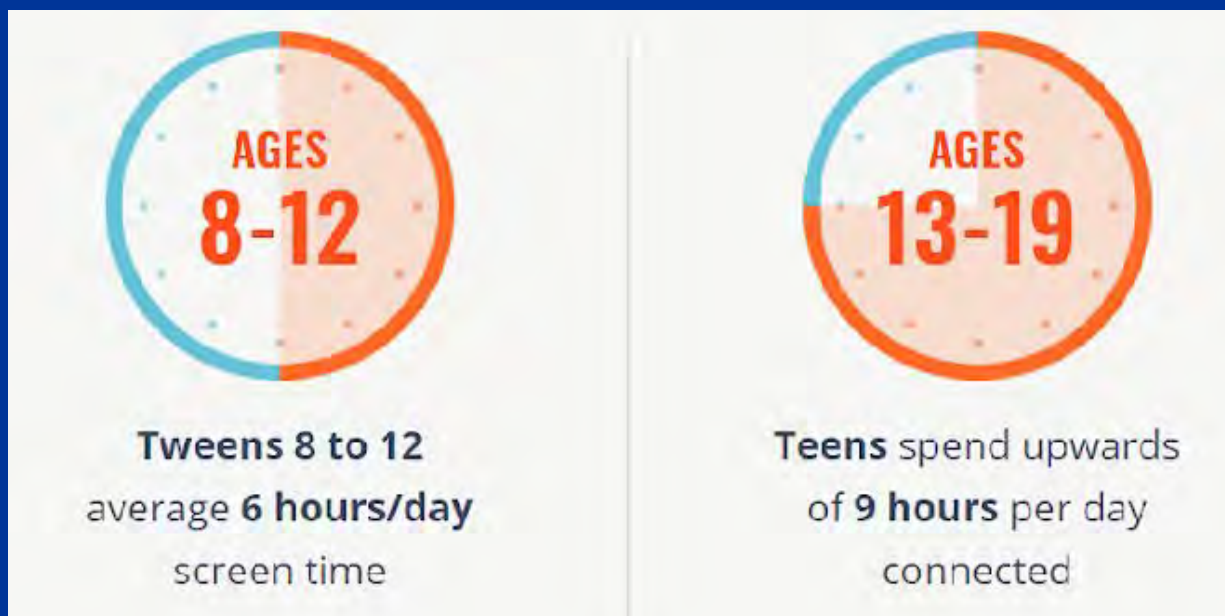 AGES
8-12
Tweens 8 to 12
average 6 hours/day
screen time
AGES
13-19
Teens spend upwards
of 9 hours per day
connected